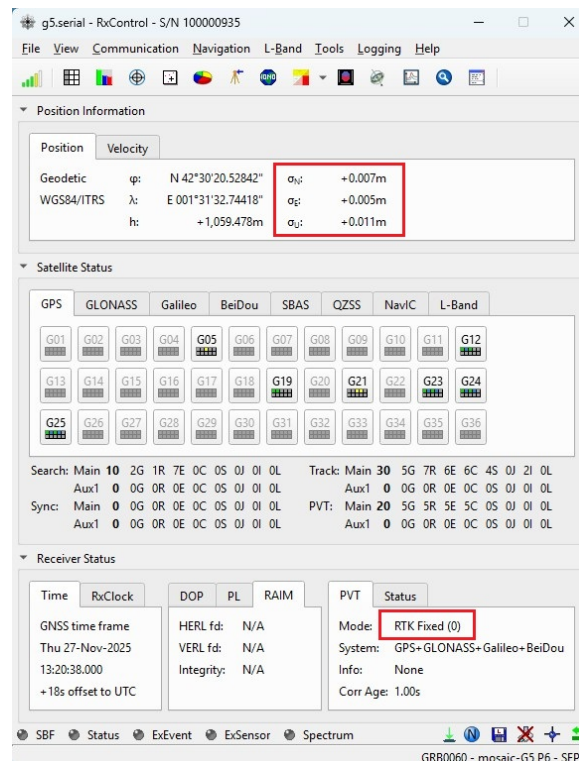 g5.serial - RxControl - S/N 100000935
File View Communication Navigation L-Band Tools Logging Help
Position Information
Position Velocity
Geodetic φ: N 42°30'20.52842" σN: +0.007m
WGS84/ITRS λ: E 001°31'32.74418" σE: +0.005m
h: +1,059.478m σU: +0.011m
Satellite Status
GPS GLONASS Galileo BeiDou SBAS QZSS NavIC L-Band
G01 G02 G03 G04 G05 G06 G07 G08 G09 G10 G11 G12
G13 G14 G15 G16 G17 G18 G19 G20 G21 G22 G23 G24
G25 G26 G27 G28 G29 G30 G31 G32 G33 G34 G35 G36
Search: Main 10 2G 1R 7E 0C 0S 0J 0I 0L Track: Main 30 5G 7R 6E 6C 4S 0J 2I 0L
Aux1 0 0G 0R 0E 0C 0S 0J 0I 0L Aux1 0 0G 0R 0E 0C 0S 0J 0I 0L
Sync: Main 0 0G 0R 0E 0C 0S 0J 0I 0L PVT: Main 20 5G 5R 5E 5C 0S 0J 0I 0L
Aux1 0 0G 0R 0E 0C 0S 0J 0I 0L Aux1 0 0G 0R 0E 0C 0S 0J 0I 0L
Receiver Status
Time RxClock DOP PL RAIM PVT Status
GNSS time frame HERL fd: N/A Mode: RTK Fixed (0)
Thu 27-Nov-2025 VERL fd: N/A System: GPS+GLONASS+Galileo+BeiDou
13:20:38.000 Integrity: N/A Info: None
+18s offset to UTC Corr Age: 1.00s
SBF Status ExEvent ExSensor Spectrum
GRB0060 - mosaic-G5 P6 - SEP